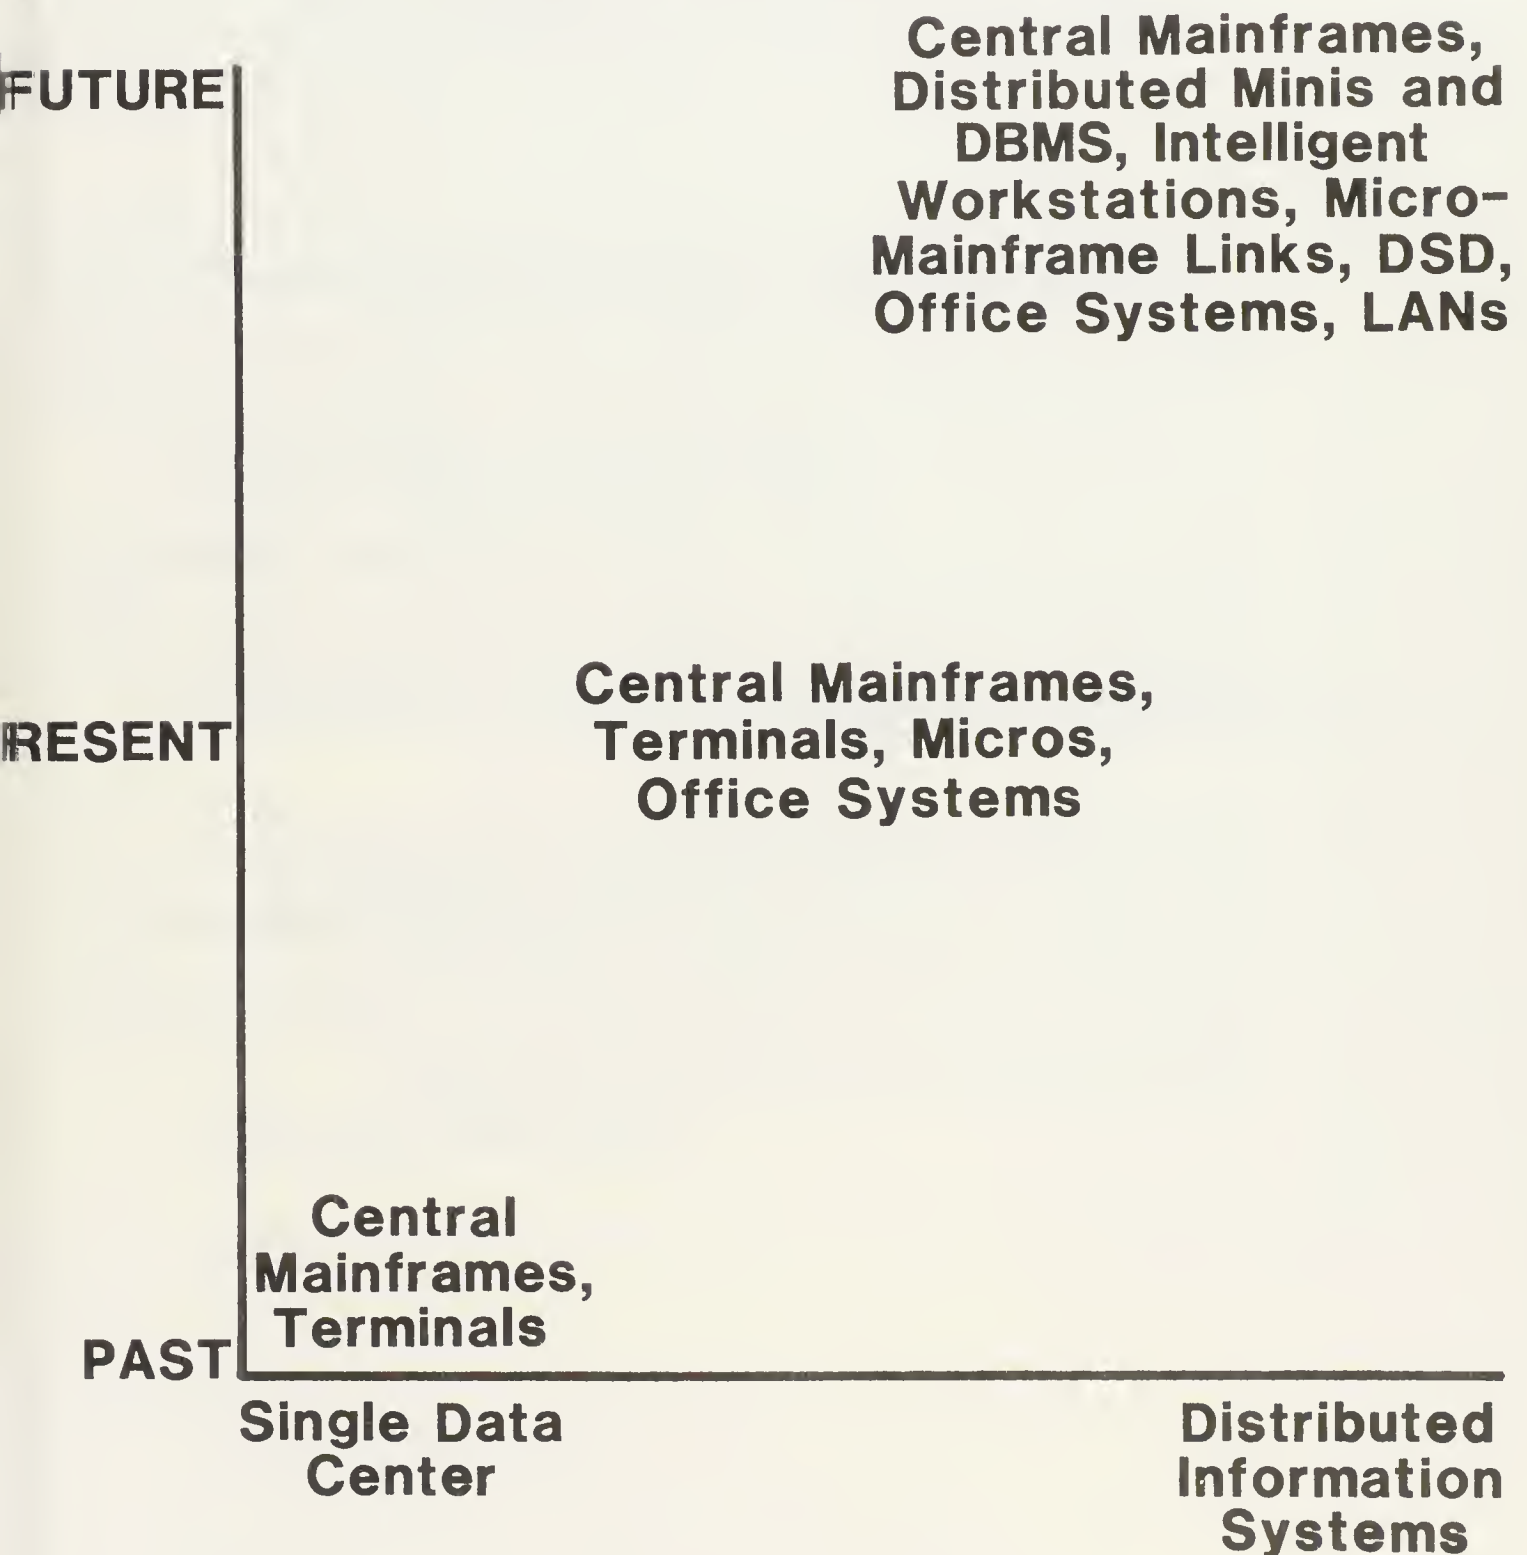 FUTURE
Central Mainframes,
Distributed Minis and
DBMS, Intelligent
Workstations, Micro-
Mainframe Links, DSD,
Office Systems, LANs
RESENT
Central Mainframes,
Terminals, Micros,
Office Systems
Central
Mainframes,
Terminals
PAST
Single Data
Center
Distributed
Information
Systems